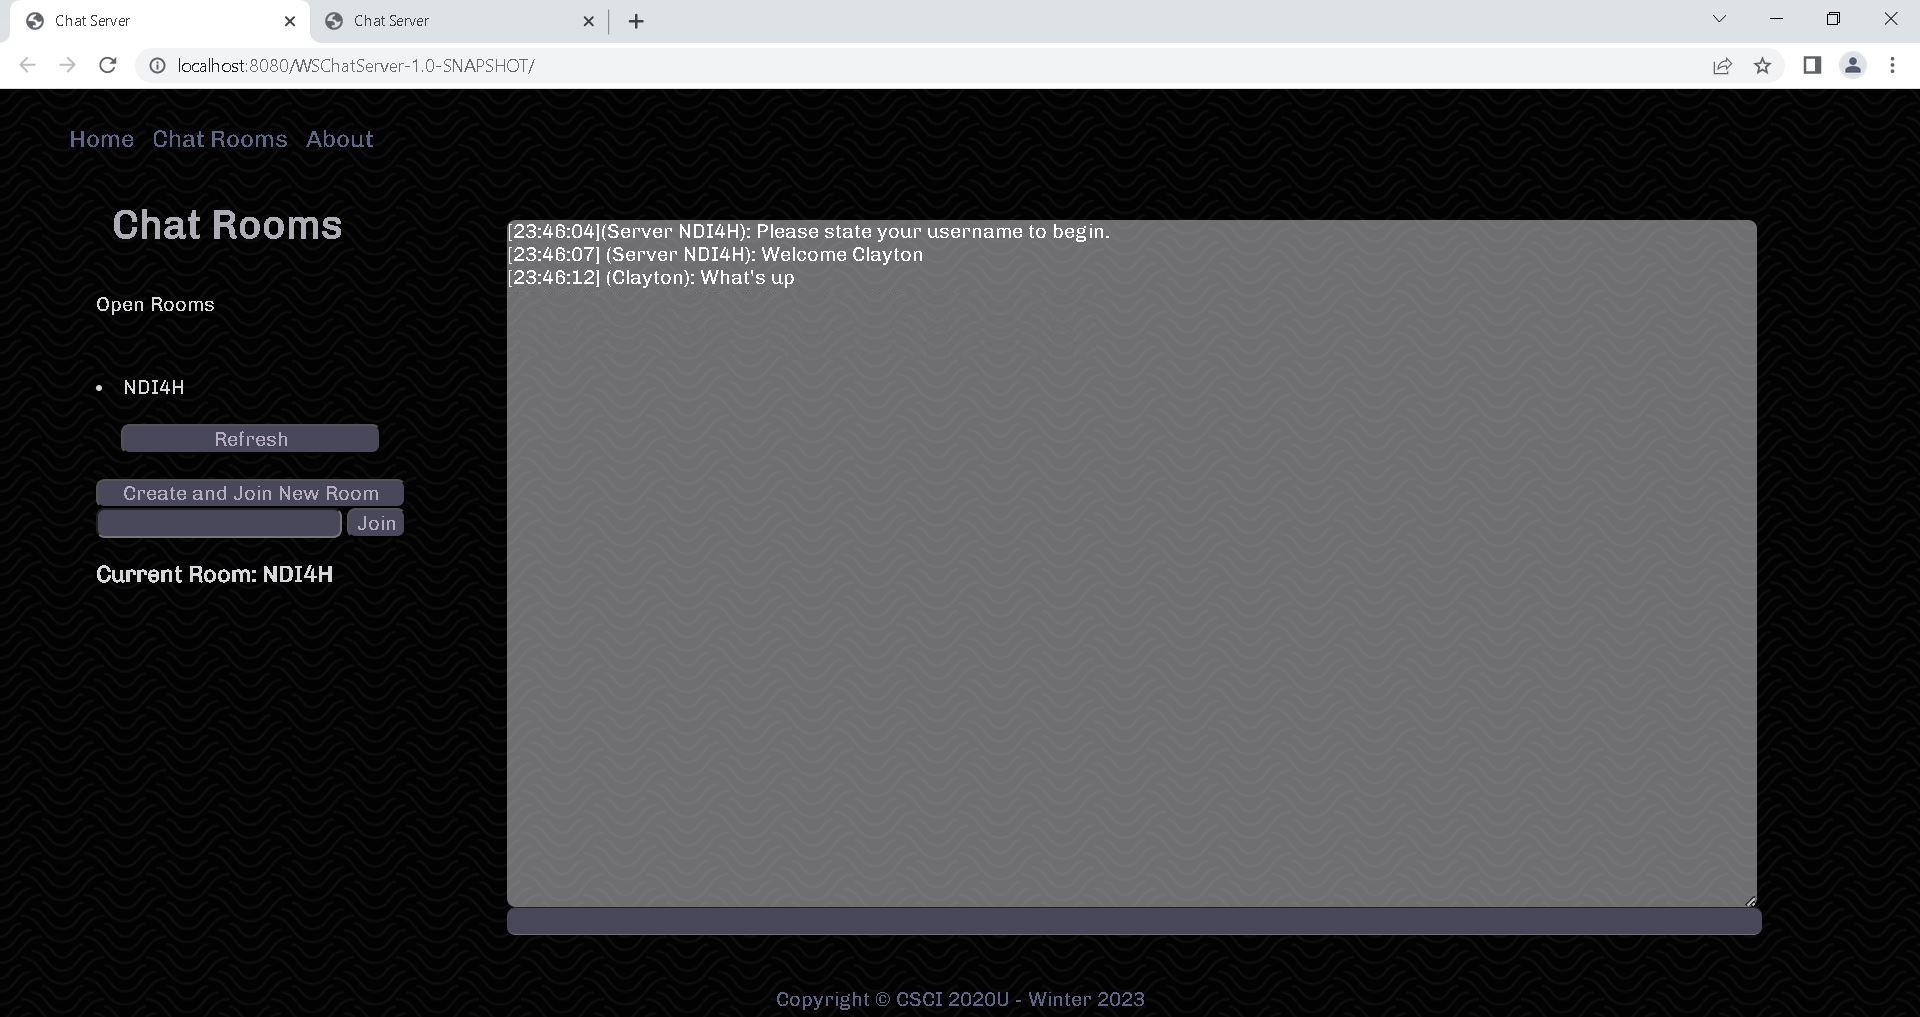 Chat Server
Chat Server
localhost:8080/WSChatServer-1.0-SNAPSHOT/
Home Chat Rooms About
Chat Rooms
Open Rooms
• NDI4H
Refresh
Create and Join New Room
Join
Current Room: NDI4H
[23:46:04](Server NDI4H): Please state your username to begin.
[23:46:07] (Server NDI4H): Welcome Clayton
[23:46:12] (Clayton): What's up
Copyright © CSCI 2020U - Winter 2023